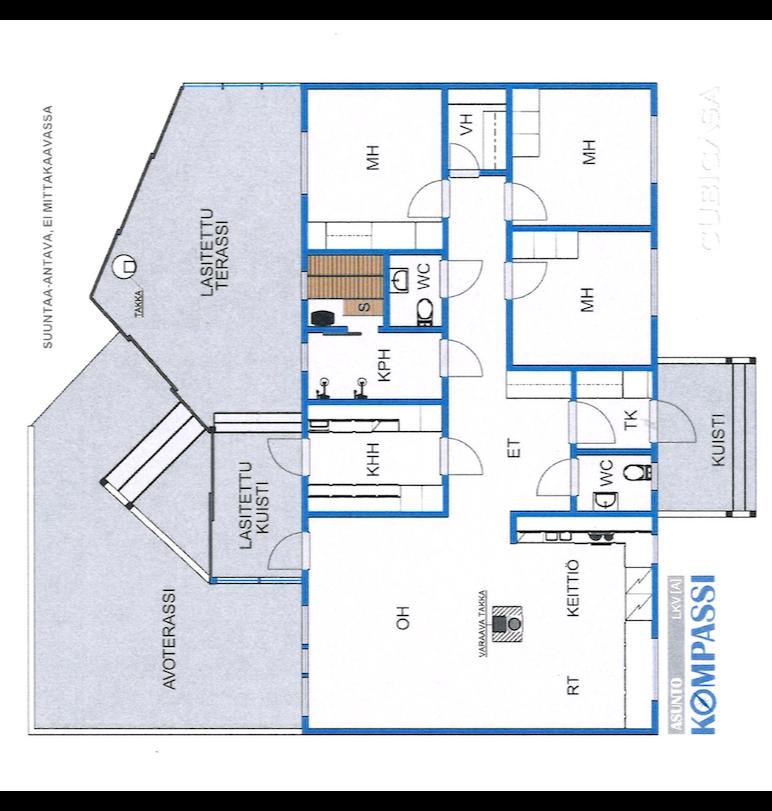 SUUNTAA-ANTAVA, EI MITTAKAAVASSA
LASITETTU
TERASSI
TAKKA
AVOTERASSI
LASITETTU
KUISTI
MH
VH
MH
MH
S
WC
KPH
KHH
ET
TK
WC
KUISTI
OH
VARAAVA TAKKA
KEITTIÖ
RT
CUBICASA
ASUNTO LKV [A]
KOMPASSI